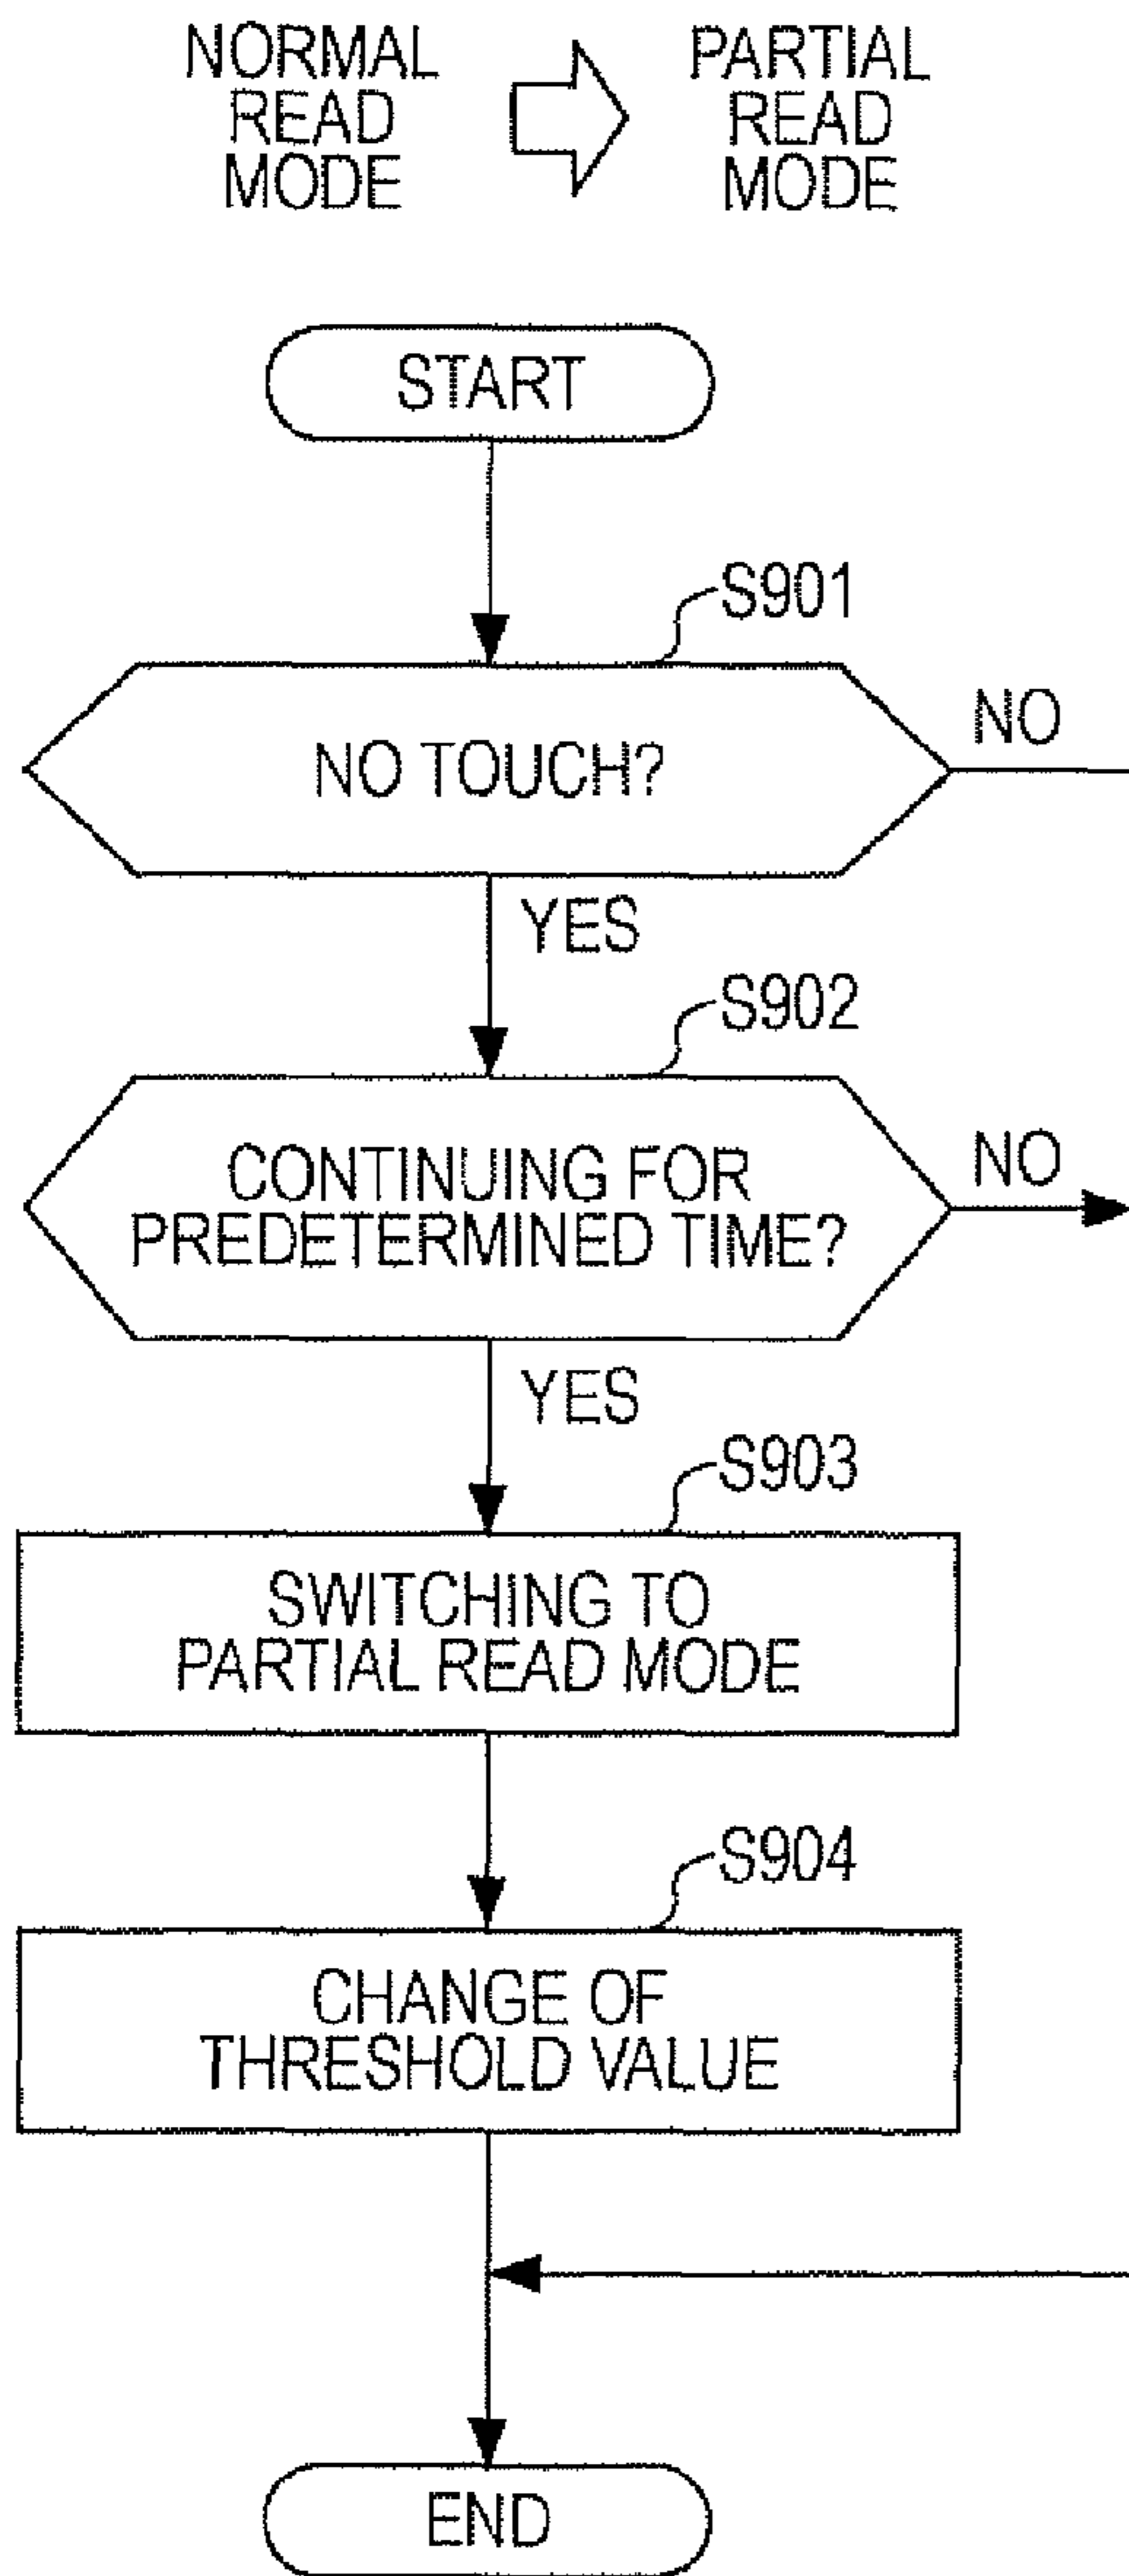 NORMAL
READ
MODE
PARTIAL
READ
MODE
START
S901
NO TOUCH?
NO
YES
S902
CONTINUING FOR
PREDETERMINED TIME?
NO
YES
S903
SWITCHING TO
PARTIAL READ MODE
S904
CHANGE OF
THRESHOLD VALUE
END